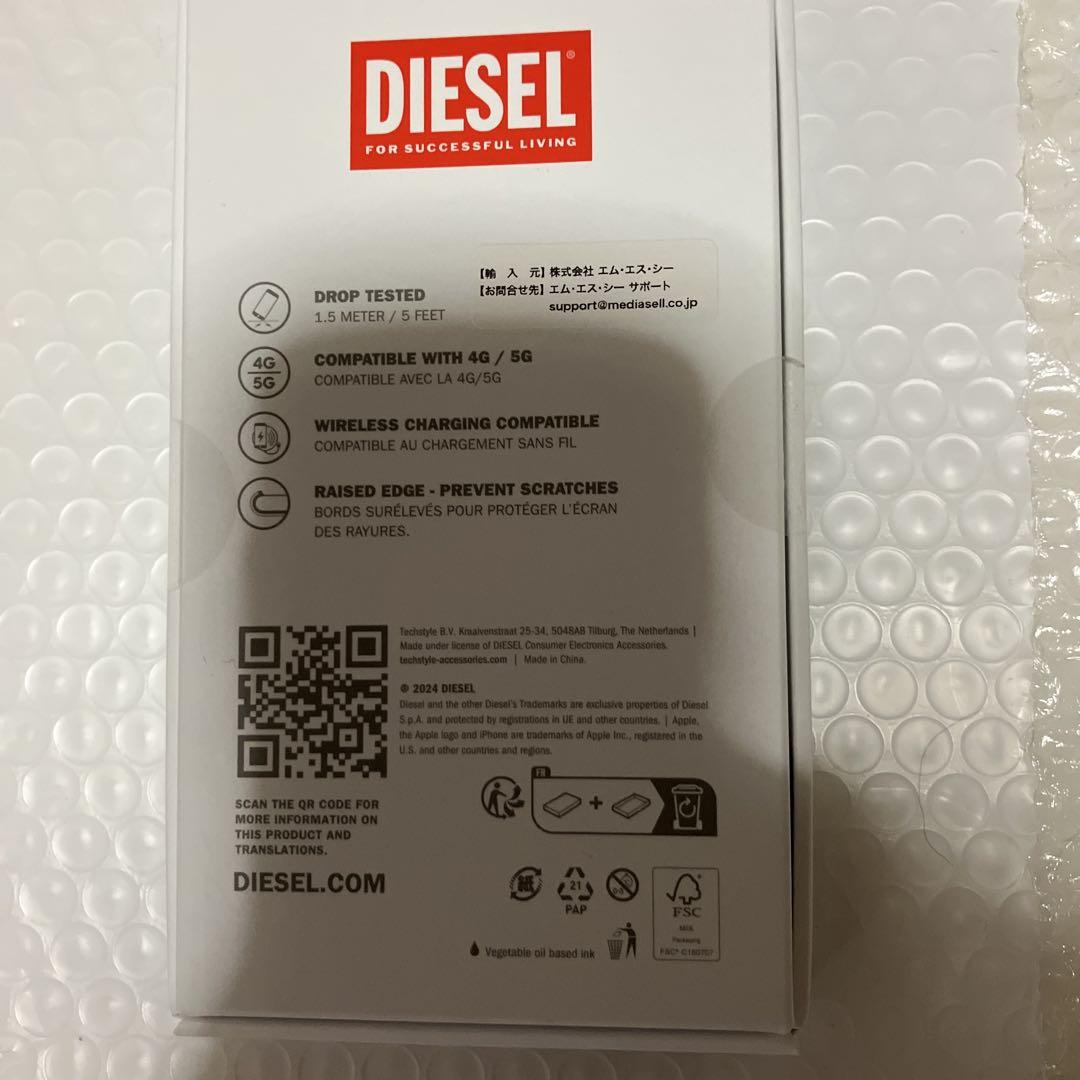 DIESEL®
FOR SUCCESSFUL LIVING
【輸 入 元】株式会社 エム・エス・シー
【お問合せ先】エム・エス・シー サポート
support@mediasell.co.jp
DROP TESTED
1.5 METER / 5 FEET
4G
5G
COMPATIBLE WITH 4G / 5G
COMPATIBLE AVEC LA 4G/5G
WIRELESS CHARGING COMPATIBLE
COMPATIBLE AU CHARGEMENT SANS FIL
RAISED EDGE - PREVENT SCRATCHES
BORDS SURÉLEVÉS POUR PROTÉGER L'ÉCRAN
DES RAYURES.
Techstyle B.V. Kraaivenstraat 25-34, 5048AB Tilburg, The Netherlands |
Made under license of DIESEL Consumer Electronics Accessories.
techstyle-accessories.com | Made in China.
© 2024 DIESEL
Diesel and the other Diesel's Trademarks are exclusive properties of Diesel
S.p.A. and protected by registrations in UE and other countries. | Apple,
the Apple logo and iPhone are trademarks of Apple Inc., registered in the
U.S. and other countries and regions.
SCAN THE QR CODE FOR
MORE INFORMATION ON
THIS PRODUCT AND
TRANSLATIONS.
DIESEL.COM
FR
+
紙
21
PAP
0-3
FSC
MIX
Packaging
FSC® C160707
Vegetable oil based ink